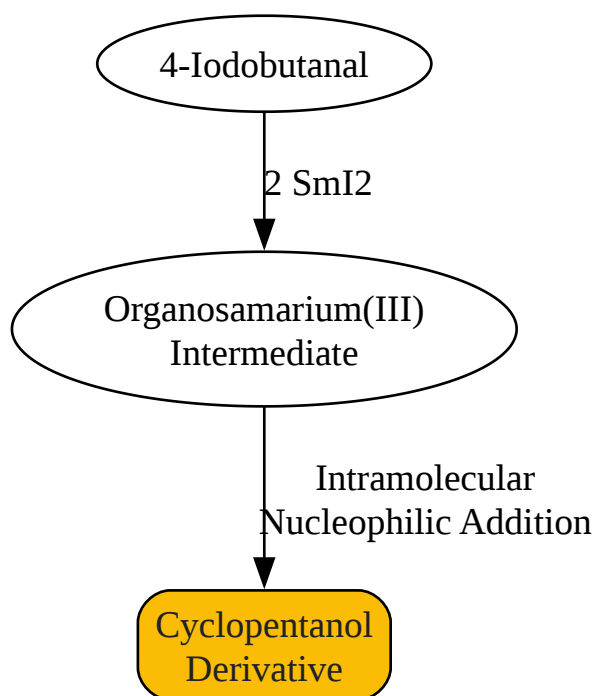 4-Iodobutanal
2 SmI2
Organosamarium(III)
Intermediate
Intramolecular
Nucleophilic Addition
Cyclopentanol
Derivative